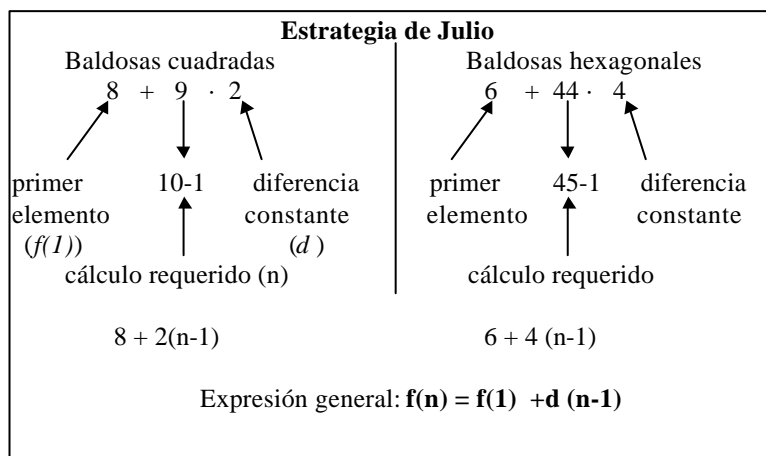 Estrategia de Julio
Baldosas cuadradas
8 + 9 · 2
primer elemento (f(1))
10-1
diferencia constante (d )
cálculo requerido (n)
8 + 2(n-1)
Baldosas hexagonales
6 + 44 · 4
primer elemento
45-1
diferencia constante
cálculo requerido
6 + 4 (n-1)
Expresión general: f(n) = f(1) +d (n-1)